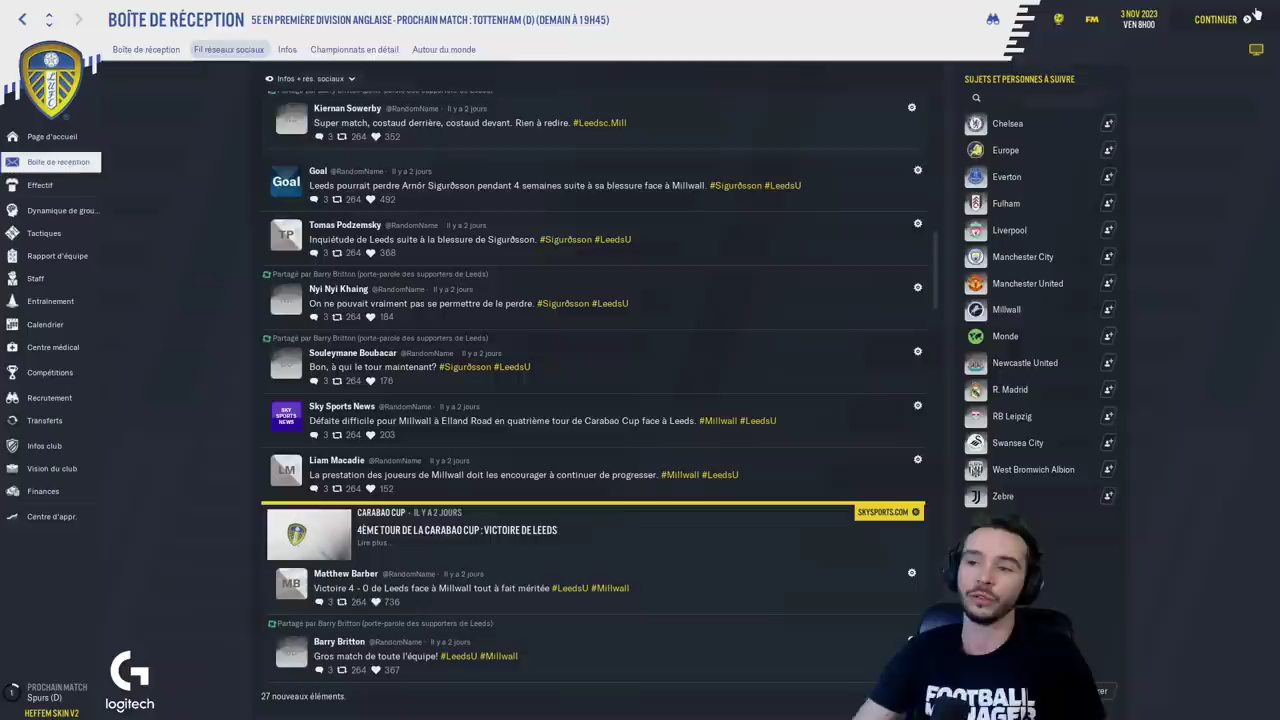 BOÎTE DE RÉCEPTION
5E EN PREMIÈRE DIVISION ANGLAISE - PROCHAIN MATCH : TOTTENHAM (D) (DEMAIN À 19H45)
FM
3 NOV 2023
VEN 8H00
CONTINUER
Boîte de réception
Fil réseaux sociaux
Infos
Championnats en détail
Autour du monde
Page d'accueil
Boîte de réception
Effectif
Dynamique de grou...
Tactiques
Rapport d'équipe
Staff
Entraînement
Calendrier
Centre médical
Compétitions
Recrutement
Transferts
Infos club
Vision du club
Finances
Centre d'appr.
1
PROCHAIN MATCH
Spurs (D)
HEFFEM SKIN V2
logitech
Infos + rés. sociaux
Partagé par Barry Britton (porte-parole des supporters de Leeds)
Kiernan Sowerby @RandomName · Il y a 2 jours
Super match, costaud derrière, costaud devant. Rien à redire. #Leedsc.Mill
3 264 352
Goal
Goal @RandomName · Il y a 2 jours
Leeds pourrait perdre Arnór Sigurðsson pendant 4 semaines suite à sa blessure face à Millwall. #Sigurðsson #LeedsU
3 264 492
TP
Tomas Podzemsky @RandomName · Il y a 2 jours
Inquiétude de Leeds suite à la blessure de Sigurðsson. #Sigurðsson #LeedsU
3 264 368
Partagé par Barry Britton (porte-parole des supporters de Leeds)
Nyi Nyi Khaing @RandomName · Il y a 2 jours
On ne pouvait vraiment pas se permettre de le perdre. #Sigurðsson #LeedsU
3 264 184
Partagé par Barry Britton (porte-parole des supporters de Leeds)
Souleymane Boubacar @RandomName · Il y a 2 jours
Bon, à qui le tour maintenant? #Sigurðsson #LeedsU
3 264 176
SKY SPORTS NEWS
Sky Sports News @RandomName · Il y a 2 jours
Défaite difficile pour Millwall à Elland Road en quatrième tour de Carabao Cup face à Leeds. #Millwall #LeedsU
3 264 203
LM
Liam Macadie @RandomName · Il y a 2 jours
La prestation des joueurs de Millwall doit les encourager à continuer de progresser. #Millwall #LeedsU
3 264 152
CARABAO CUP - IL Y A 2 JOURS
SKYSPORTS.COM
4ÈME TOUR DE LA CARABAO CUP : VICTOIRE DE LEEDS
Lire plus...
MB
Matthew Barber @RandomName · Il y a 2 jours
Victoire 4 - 0 de Leeds face à Millwall tout à fait méritée #LeedsU #Millwall
3 264 736
Partagé par Barry Britton (porte-parole des supporters de Leeds)
Barry Britton @RandomName · Il y a 2 jours
Gros match de toute l'équipe! #LeedsU #Millwall
3 264 367
27 nouveaux éléments.
SUJETS ET PERSONNES À SUIVRE
Chelsea
Europe
Everton
Fulham
Liverpool
Manchester City
Manchester United
Millwall
Monde
Newcastle United
R. Madrid
RB Leipzig
Swansea City
West Bromwich Albion
Zebre
FOOTBALL
MANAGER